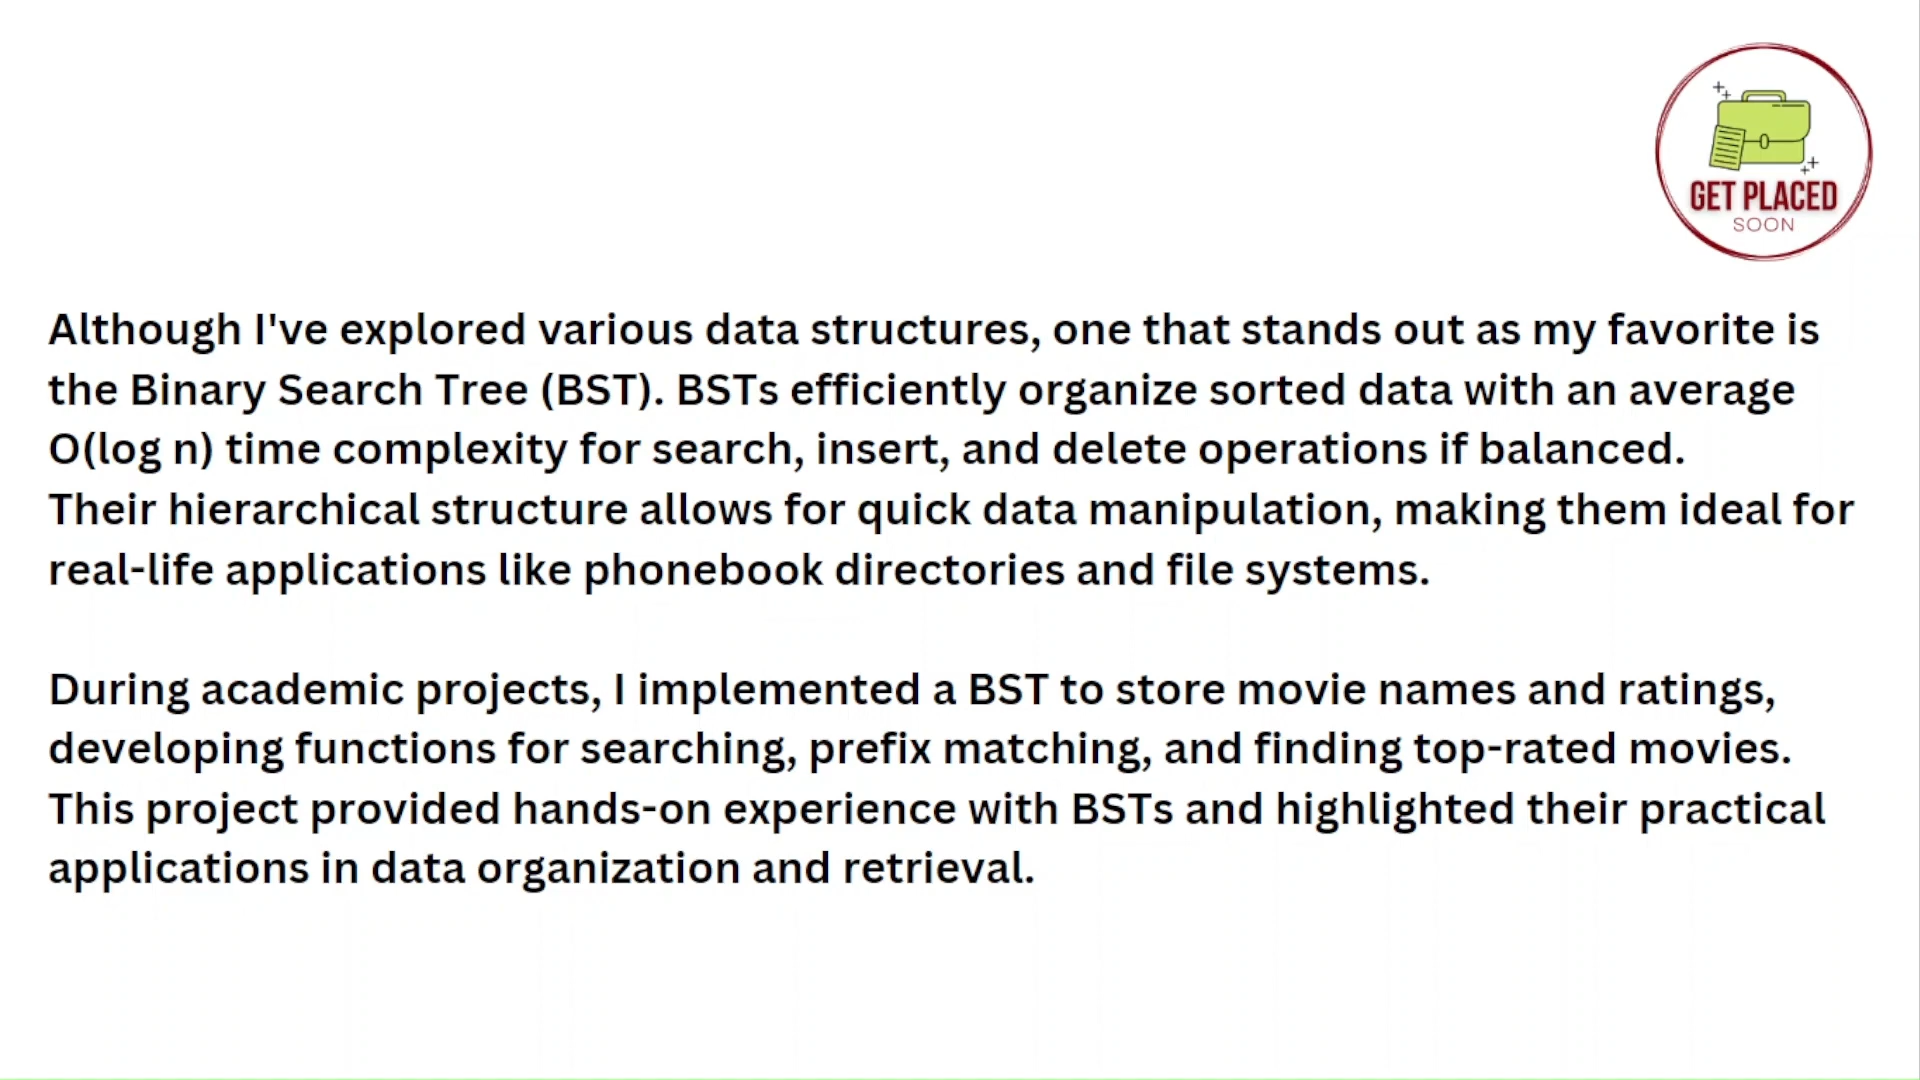 GET PLACED
SOON
Although I've explored various data structures, one that stands out as my favorite is
the Binary Search Tree (BST). BSTs efficiently organize sorted data with an average
O(log n) time complexity for search, insert, and delete operations if balanced.
Their hierarchical structure allows for quick data manipulation, making them ideal for
real-life applications like phonebook directories and file systems.
During academic projects, I implemented a BST to store movie names and ratings,
developing functions for searching, prefix matching, and finding top-rated movies.
This project provided hands-on experience with BSTs and highlighted their practical
applications in data organization and retrieval.